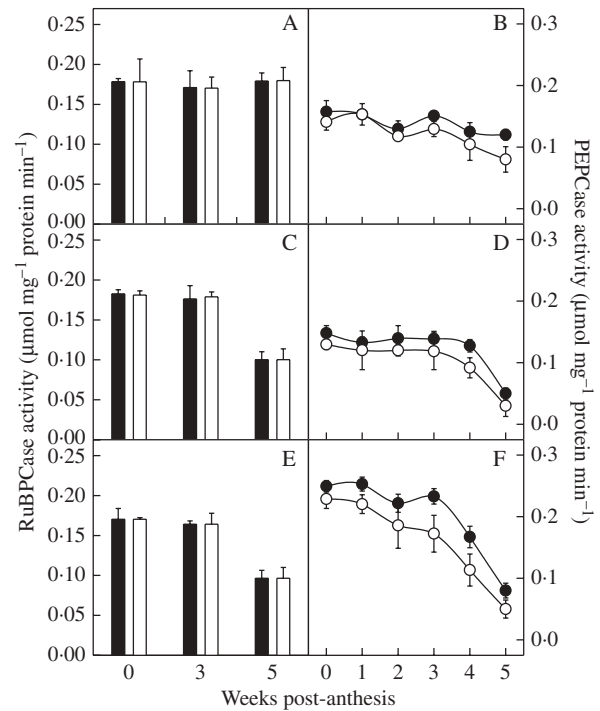 A
B
0·25
0·20
0·15
0·10
0·05
0·00
0·3
0·2
0·1
0·0
C
D
0·25
0·20
0·15
0·10
0·05
0·00
0·3
0·2
0·1
0·0
E
F
0·25
0·20
0·15
0·10
0·05
0·00
0·3
0·2
0·1
0·0
0 3 5
0 1 2 3 4 5
Weeks post-anthesis
RuBPCase activity (μmol mg⁻¹ protein min⁻¹)
PEPCase activity (μmol mg⁻¹ protein min⁻¹)